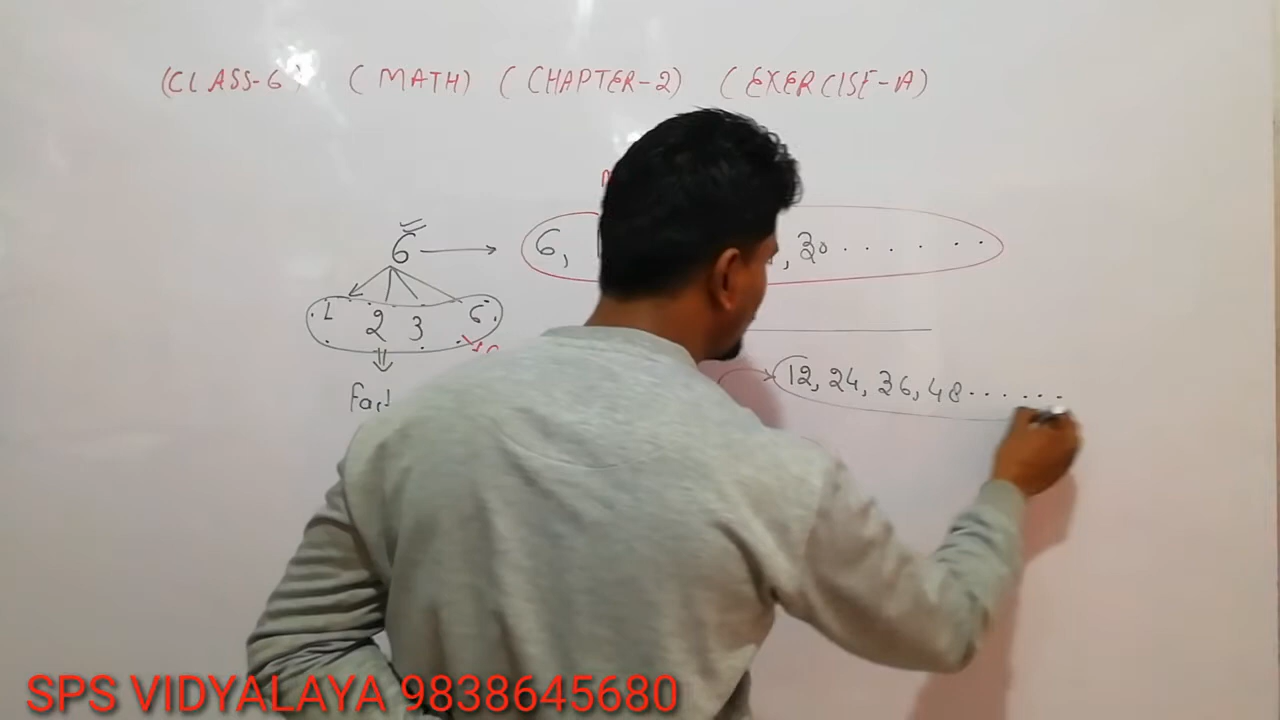 (CLASS-6) (MATH) (CHAPTER-2) (EXERCISE-A)
6 → 6, , 30 . . . . . .
1 2 3 6
12, 24, 36, 48 . . . . . .
SPS VIDYALAYA 9838645680